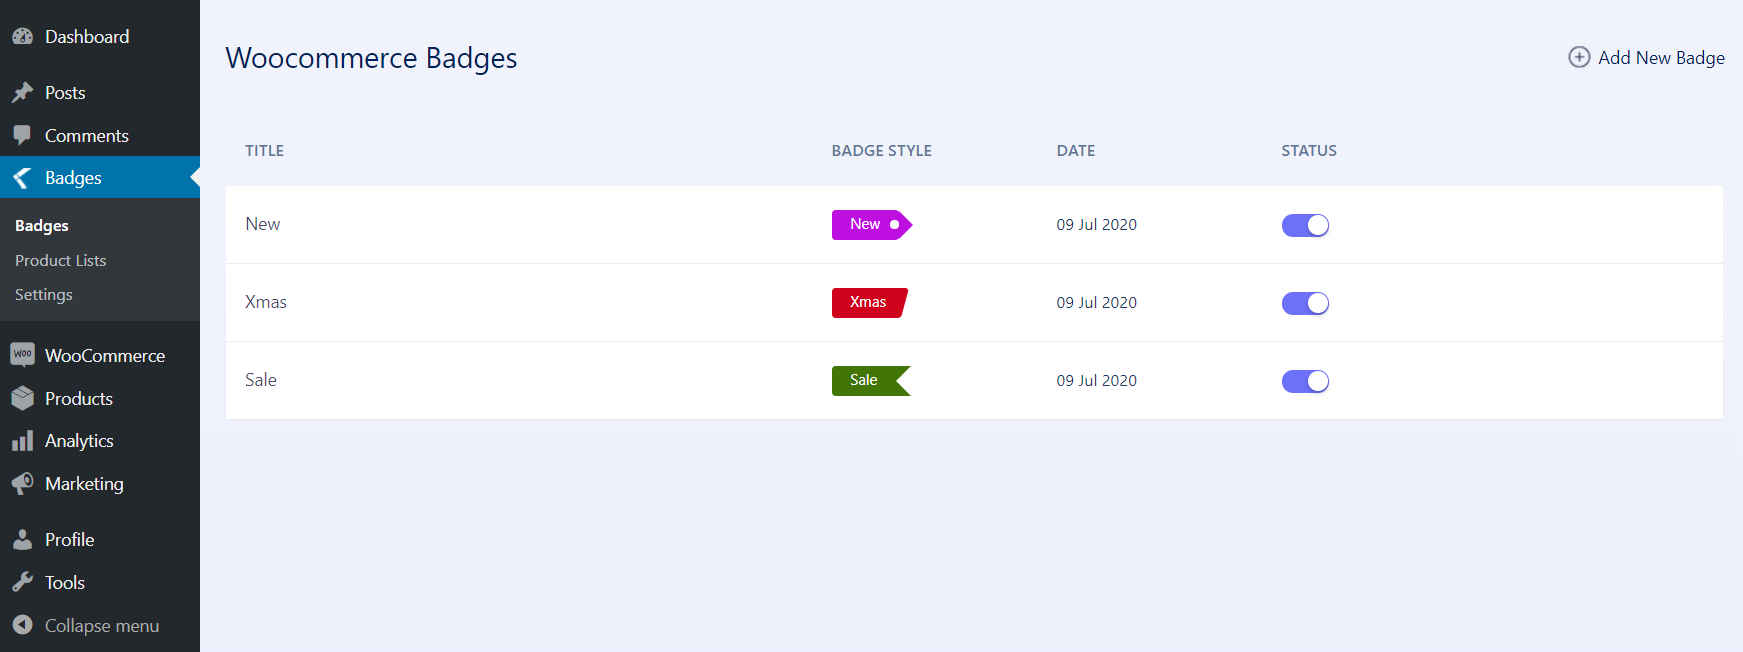 Dashboard
Posts
Comments
Badges
Badges
Product Lists
Settings
WOO WooCommerce
Products
Analytics
Marketing
Profile
Tools
Collapse menu
Woocommerce Badges
Add New Badge
TITLE BADGE STYLE DATE STATUS
New New 09 Jul 2020
Xmas Xmas 09 Jul 2020
Sale Sale 09 Jul 2020